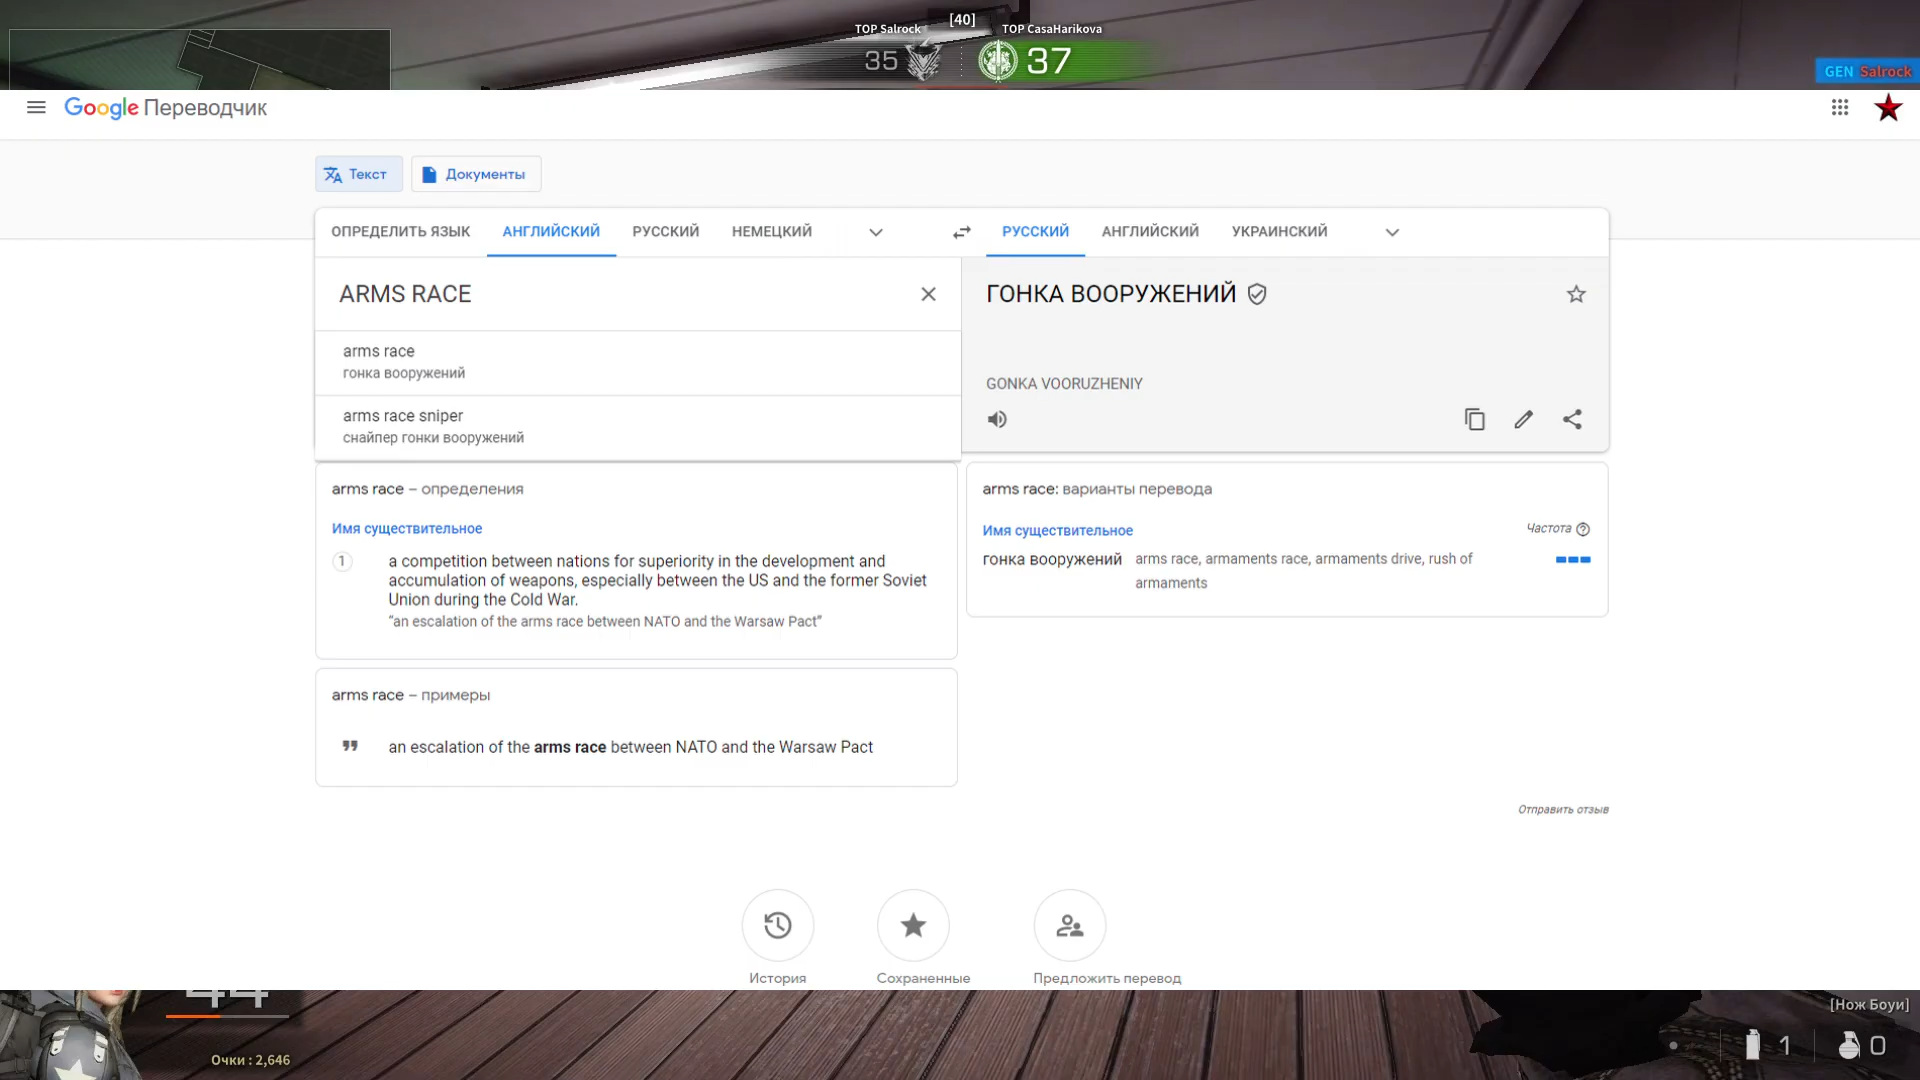 [40]
TOP Salrock
TOP CasaHarikova
35
37
GEN Salrock
Google Переводчик
Текст
Документы
ОПРЕДЕЛИТЬ ЯЗЫК АНГЛИЙСКИЙ РУССКИЙ НЕМЕЦКИЙ
РУССКИЙ АНГЛИЙСКИЙ УКРАИНСКИЙ
ARMS RACE
arms race
гонка вооружений
arms race sniper
снайпер гонки вооружений
ГОНКА ВООРУЖЕНИЙ
GONKA VOORUZHENIY
arms race – определения
Имя существительное
1
a competition between nations for superiority in the development and
accumulation of weapons, especially between the US and the former Soviet
Union during the Cold War.
“an escalation of the arms race between NATO and the Warsaw Pact”
arms race: варианты перевода
Имя существительное
Частота
гонка вооружений
arms race, armaments race, armaments drive, rush of
armaments
arms race – примеры
an escalation of the arms race between NATO and the Warsaw Pact
Отправить отзыв
История
Сохраненные
Предложить перевод
Очки : 2,646
[Нож Боуи]
1
0